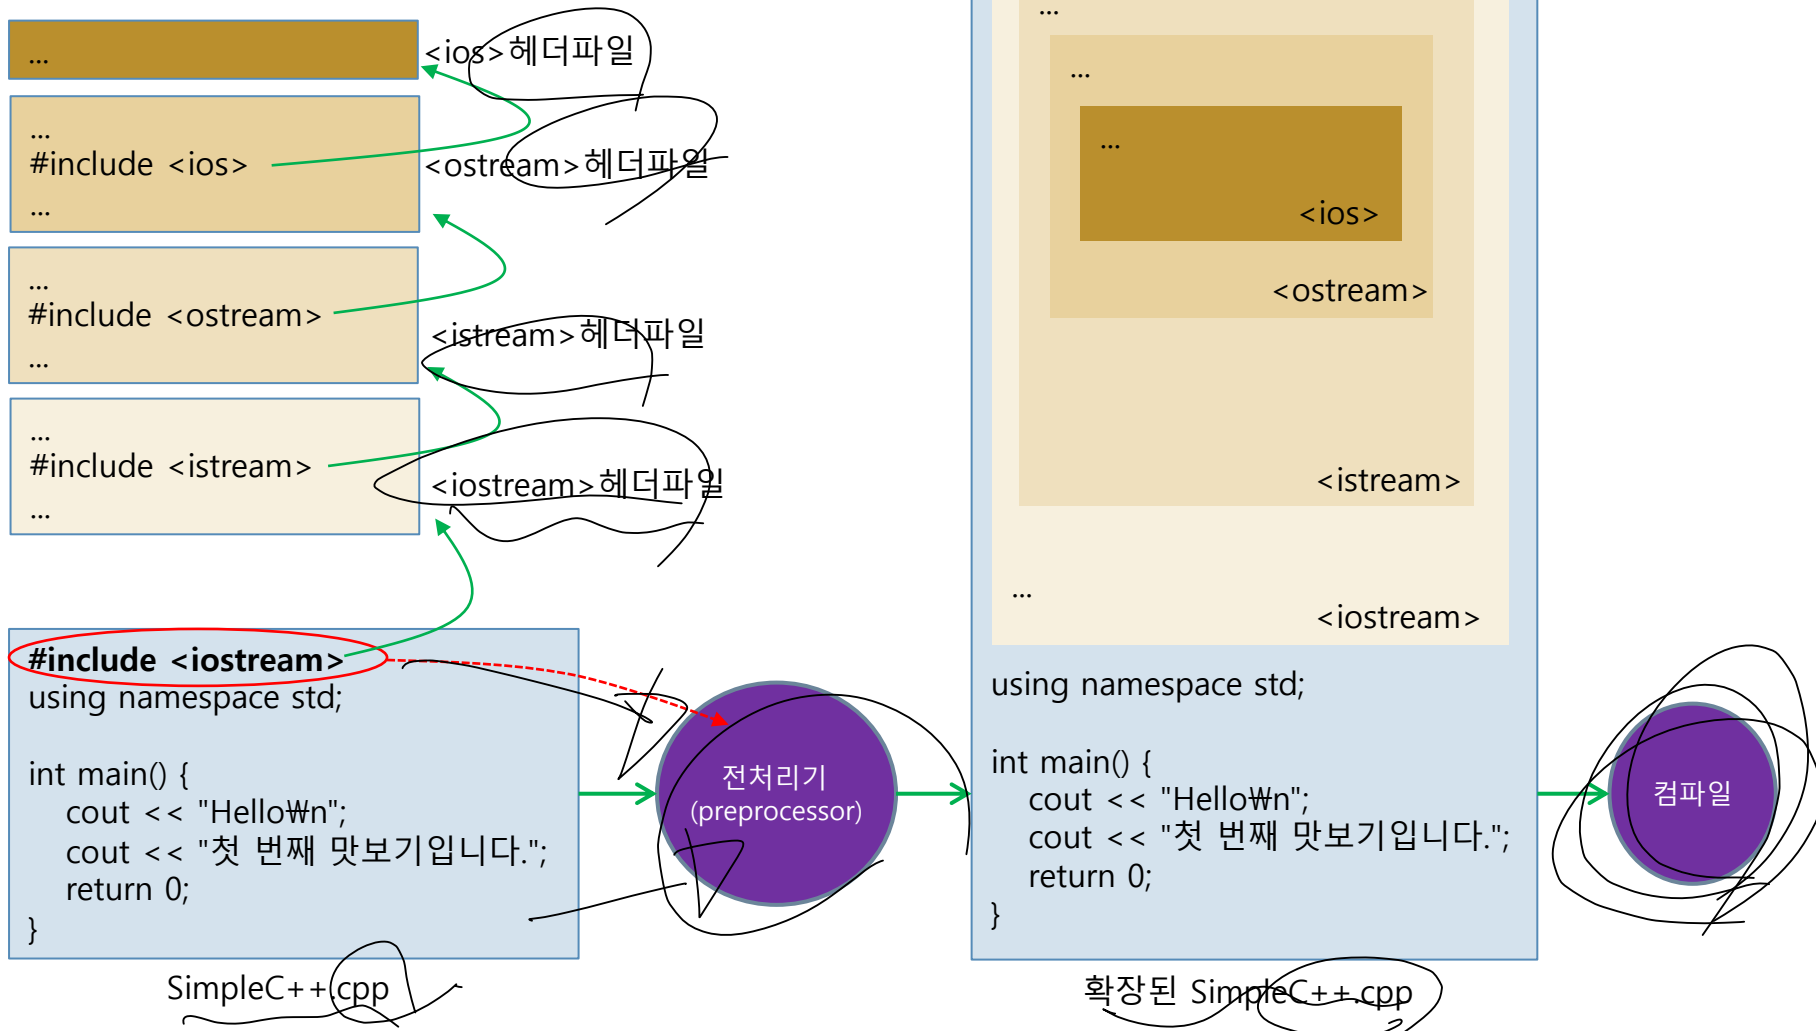 ...
<ios>헤더파일
...
#include <ios>
...
<ostream>헤더파일
...
#include <ostream>
...
<istream>헤더파일
...
#include <istream>
...
<iostream>헤더파일
#include <iostream>
using namespace std;
int main() {
cout << "Hello₩n";
cout << "첫 번째 맛보기입니다.";
return 0;
}
SimpleC++.cpp
전처리기
(preprocessor)
...
...
...
<ios>
<ostream>
<istream>
...
<iostream>
using namespace std;
int main() {
cout << "Hello₩n";
cout << "첫 번째 맛보기입니다.";
return 0;
}
확장된 SimpleC++.cpp
컴파일